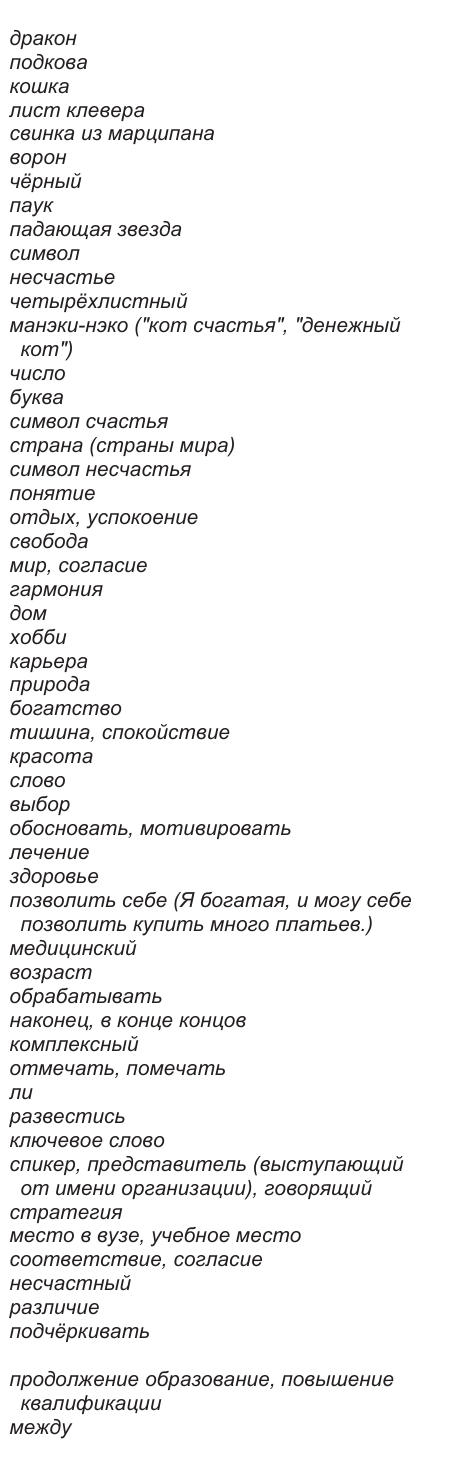 дракон
подкова
кошка
лист клевера
свинка из марципана
ворон
чёрный
паук
падающая звезда
символ
несчастье
четырёхлистный
манэки-нэко ("кот счастья", "денежный
кот")
число
буква
символ счастья
страна (страны мира)
символ несчастья
понятие
отдых, успокоение
свобода
мир, согласие
гармония
дом
хобби
карьера
природа
богатство
тишина, спокойствие
красота
слово
выбор
обосновать, мотивировать
лечение
здоровье
позволить себе (Я богатая, и могу себе
позволить купить много платьев.)
медицинский
возраст
обрабатывать
наконец, в конце концов
комплексный
отмечать, помечать
ли
развестись
ключевое слово
спикер, представитель (выступающий
от имени организации), говорящий
стратегия
место в вузе, учебное место
соответствие, согласие
несчастный
различие
подчёркивать
продолжение образование, повышение
квалификации
между